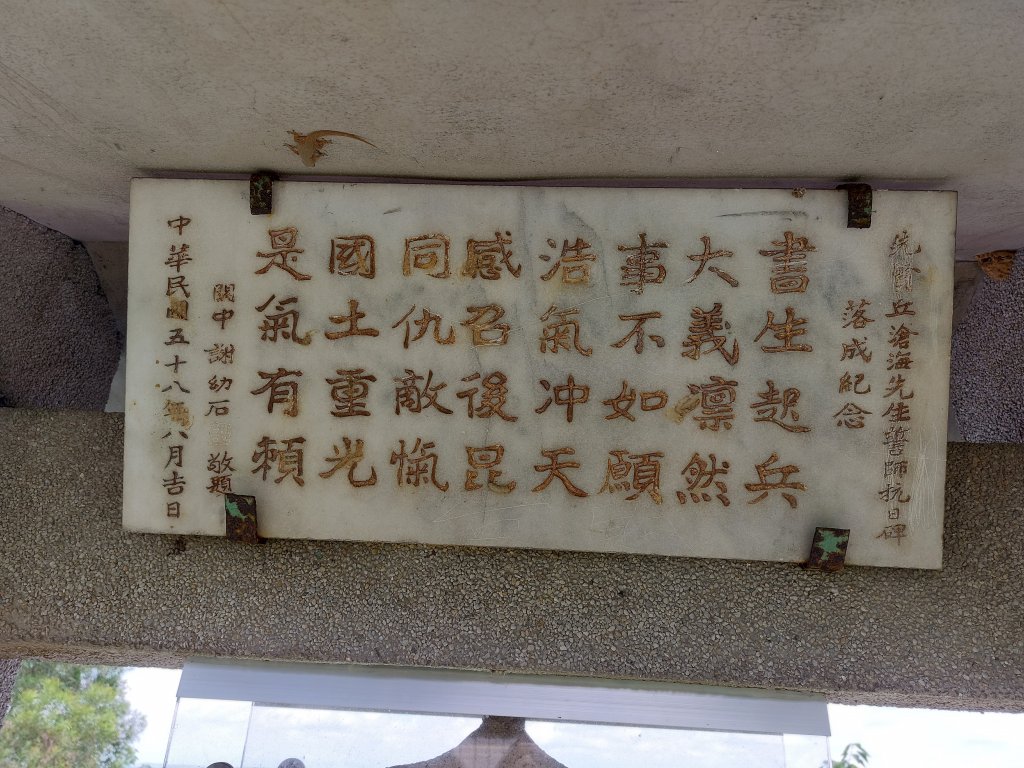 丘滄海先生誓師抗日碑
落成紀念
書生起兵
大義凛然
事不如願
浩氣冲天
感召後昆
同仇敵愾
國土重光
是氣有賴
中謝幼石敬題
中華民國五十八年八月吉日